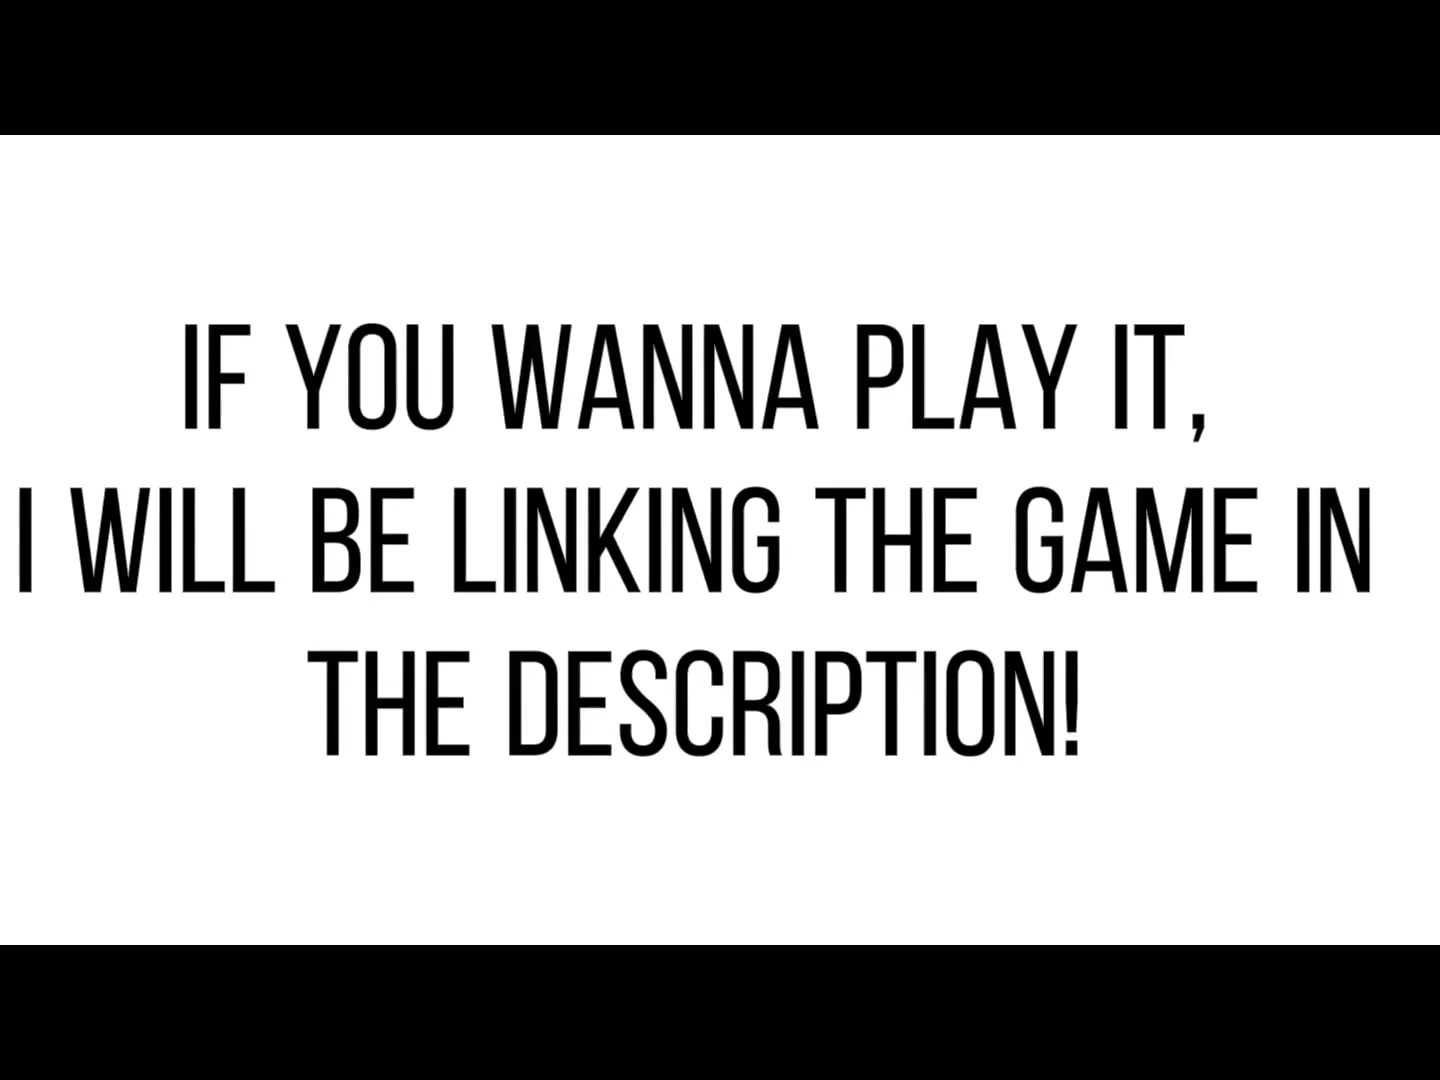 IF YOU WANNA PLAY IT,
I WILL BE LINKING THE GAME IN
THE DESCRIPTION!